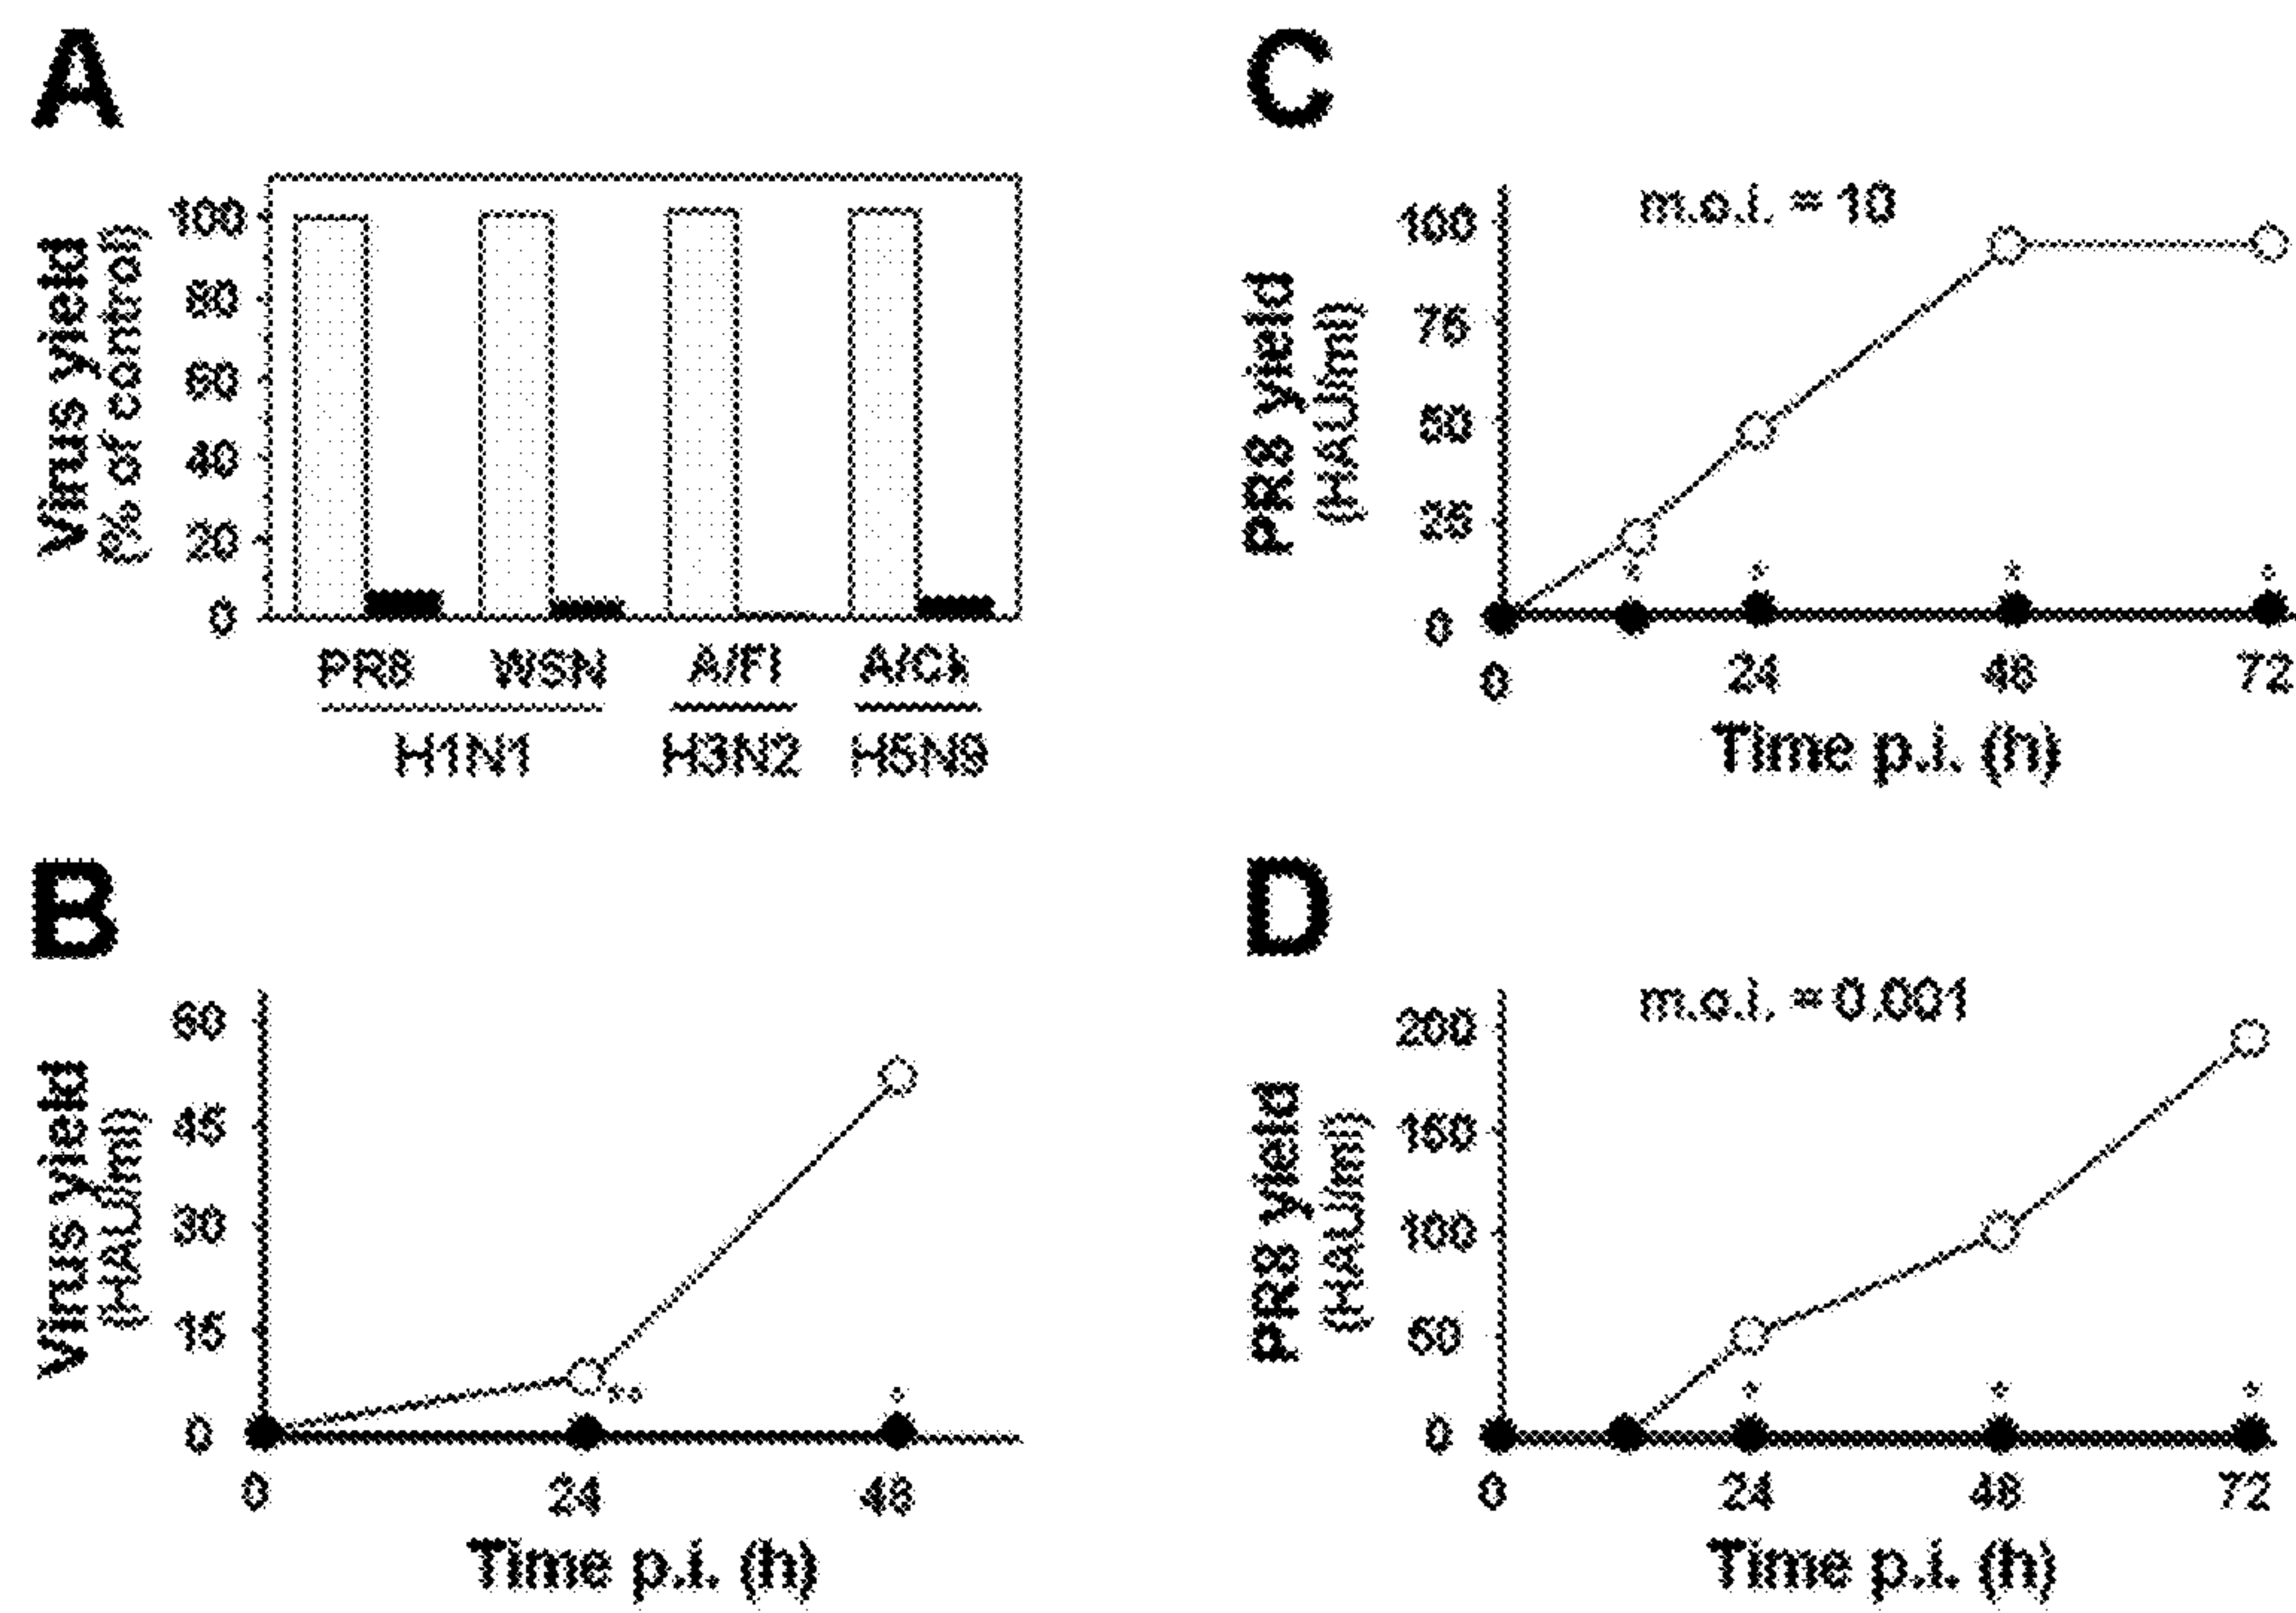 A
Virus yield
(% of control)
100
80
60
40
20
0
PR8 WSN A/Fl A/Ck
H1N1 H3N2 H5N9
B
Virus yield
(HAU/ml)
60
45
30
15
0
0 24 48
Time p.i. (h)
C
m.o.i. = 10
PR8 yield
(HAU/ml)
100
75
50
25
0
* * * *
0 24 48 72
Time p.i. (h)
D
m.o.i. = 0.001
PR8 yield
(HAU/ml)
200
150
100
50
0
* * *
0 24 48 72
Time p.i. (h)